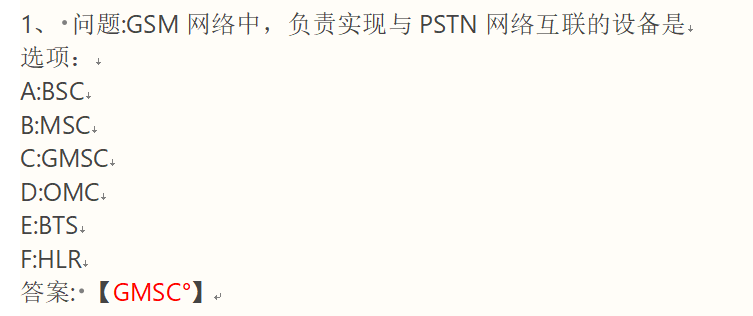 1、 问题:GSM 网络中，负责实现与 PSTN 网络互联的设备是
选项：
A:BSC
B:MSC
C:GMSC
D:OMC
E:BTS
F:HLR
答案: 【GMSC°】